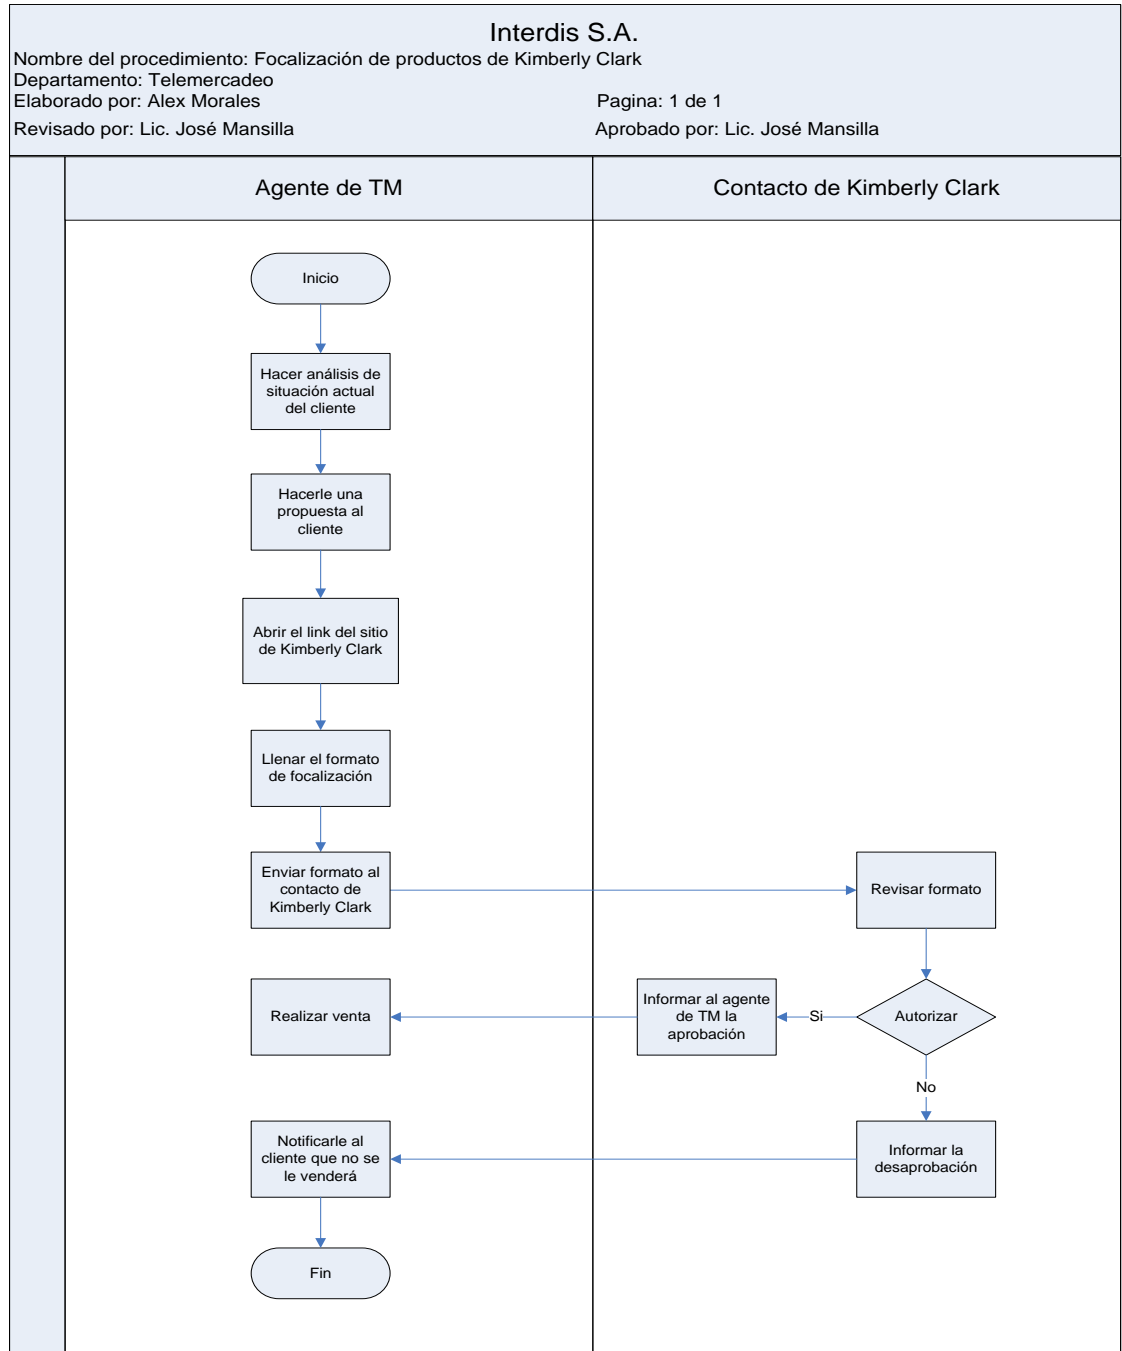 Interdis S.A.
Nombre del procedimiento: Focalización de productos de Kimberly Clark
Departamento: Telemercadeo
Elaborado por: Alex Morales
Pagina: 1 de 1
Revisado por: Lic. José Mansilla
Aprobado por: Lic. José Mansilla
Agente de TM
Contacto de Kimberly Clark
Inicio
Hacer análisis de
situación actual
del cliente
Hacerle una
propuesta al
cliente
Abrir el link del sitio
de Kimberly Clark
Llenar el formato
de focalización
Enviar formato al
contacto de
Kimberly Clark
Revisar formato
Autorizar
Si
Informar al agente
de TM la
aprobación
Realizar venta
No
Informar la
desaprobación
Notificarle al
cliente que no se
le venderá
Fin